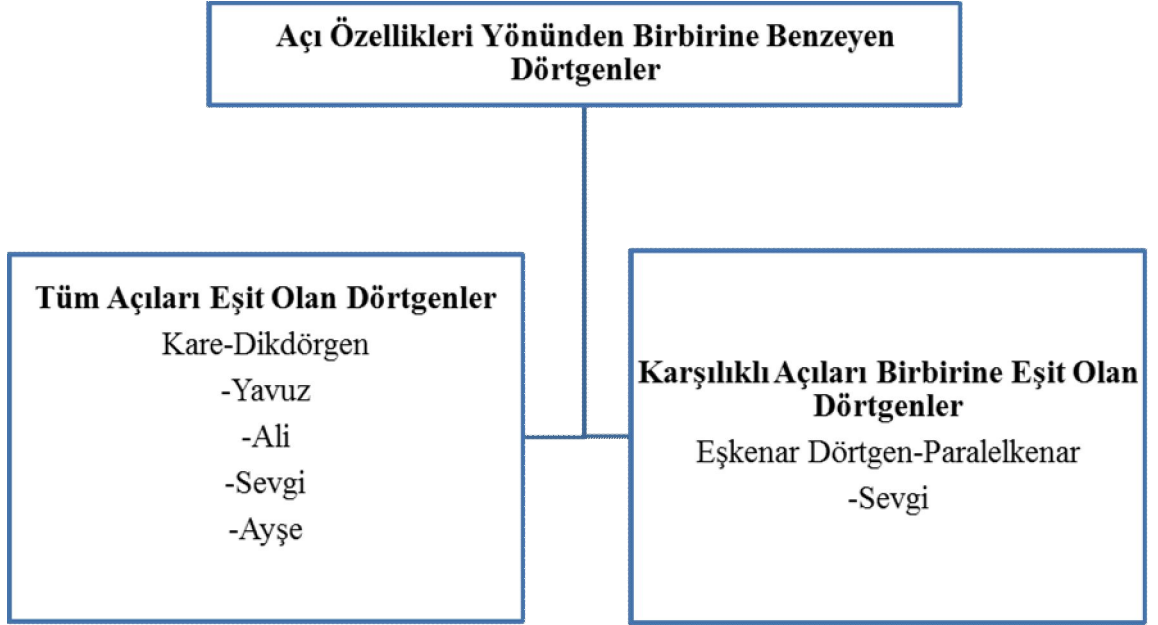 Açı Özellikleri Yönünden Birbirine Benzeyen
Dörtgenler
Tüm Açıları Eşit Olan Dörtgenler
Kare-Dikdörgen
-Yavuz
-Ali
-Sevgi
-Ayşe
Karşılıklı Açıları Birbirine Eşit Olan
Dörtgenler
Eşkenar Dörtgen-Paralelkenar
-Sevgi